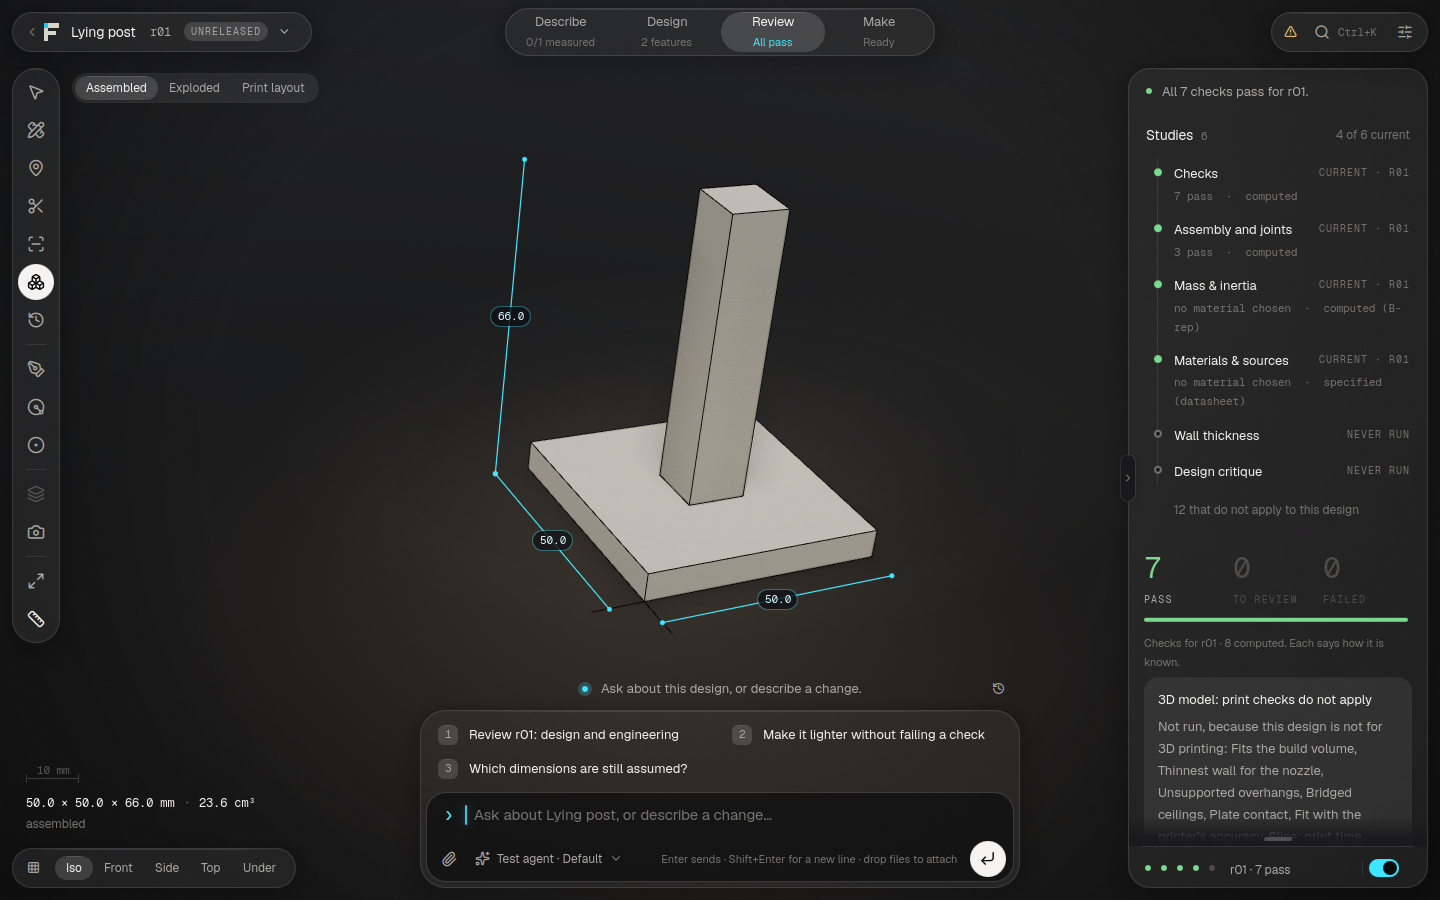 Lying post r01 UNRELEASED
Describe
0/1 measured
Design
2 features
Review
All pass
Make
Ready
Ctrl+K
Assembled Exploded Print layout
All 7 checks pass for r01.
Studies 6 4 of 6 current
Checks CURRENT · R01
7 pass · computed
Assembly and joints CURRENT · R01
3 pass · computed
Mass & inertia CURRENT · R01
no material chosen · computed (B-
rep)
Materials & sources CURRENT · R01
no material chosen · specified
(datasheet)
Wall thickness NEVER RUN
Design critique NEVER RUN
12 that do not apply to this design
7 0 0
PASS TO REVIEW FAILED
Checks for r01 · 8 computed. Each says how it is
known.
3D model: print checks do not apply
Not run, because this design is not for
3D printing: Fits the build volume,
Thinnest wall for the nozzle,
Unsupported overhangs, Bridged
ceilings, Plate contact, Fit with the
printer's accuracy, Slicer print time
r01 · 7 pass
66.0
50.0
50.0
Ask about this design, or describe a change.
1 Review r01: design and engineering
2 Make it lighter without failing a check
3 Which dimensions are still assumed?
Ask about Lying post, or describe a change...
Test agent · Default
Enter sends · Shift+Enter for a new line · drop files to attach
10 mm
50.0 × 50.0 × 66.0 mm · 23.6 cm³
assembled
Iso Front Side Top Under